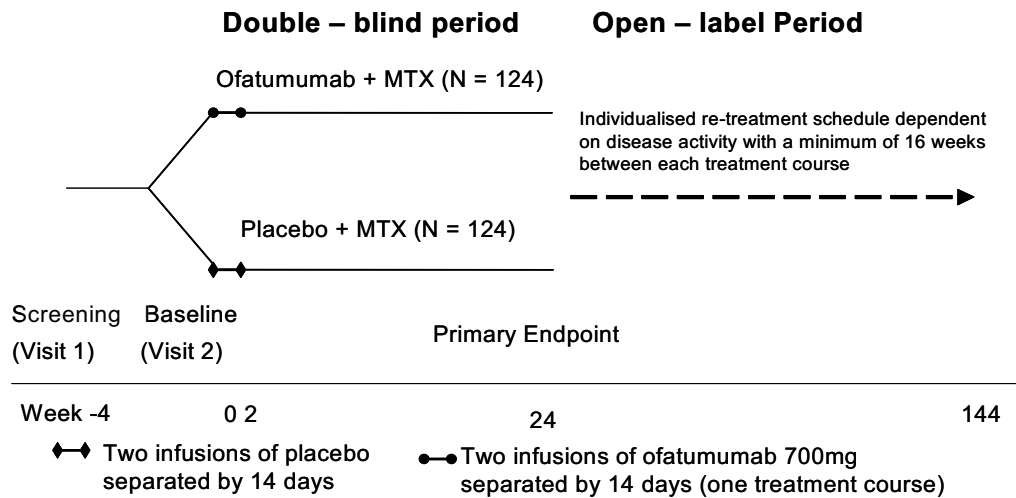 Double – blind period
Open – label Period
Ofatumumab + MTX (N = 124)
Individualised re-treatment schedule dependent
on disease activity with a minimum of 16 weeks
between each treatment course
Placebo + MTX (N = 124)
Screening
(Visit 1)
Baseline
(Visit 2)
Primary Endpoint
Week -4
0 2
24
144
Two infusions of placebo
separated by 14 days
Two infusions of ofatumumab 700mg
separated by 14 days (one treatment course)